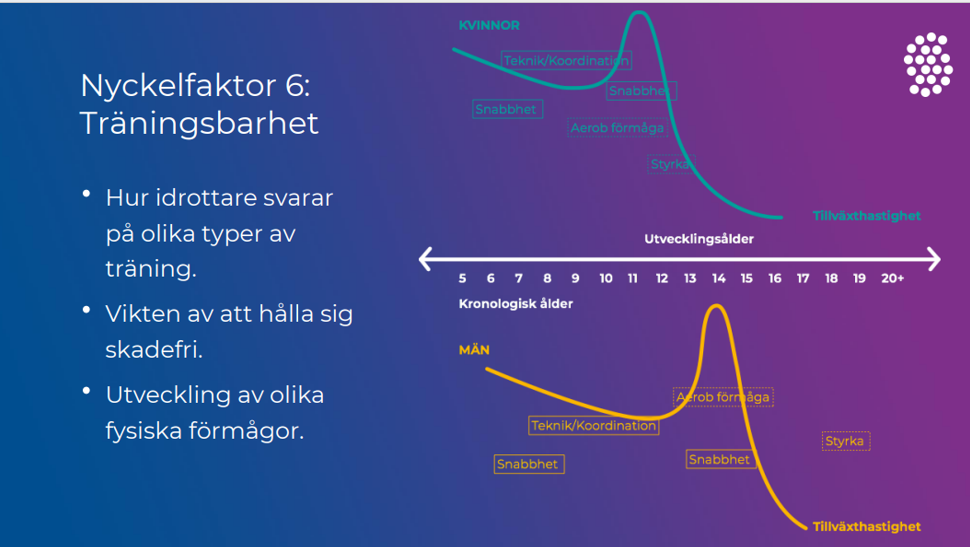 Nyckelfaktor 6:
Träningsbarhet
• Hur idrottare svarar
på olika typer av
träning.
• Vikten av att hålla sig
skadefri.
• Utveckling av olika
fysiska förmågor.
KVINNOR
Teknik/Koordination
Snabbhet
Snabbhet
Aerob förmåga
Styrka
Tillväxthastighet
Utvecklingsålder
5 6 7 8 9 10 11 12 13 14 15 16 17 18 19 20+
Kronologisk ålder
MÄN
Aerob förmåga
Teknik/Koordination
Styrka
Snabbhet
Snabbhet
Tillväxthastighet